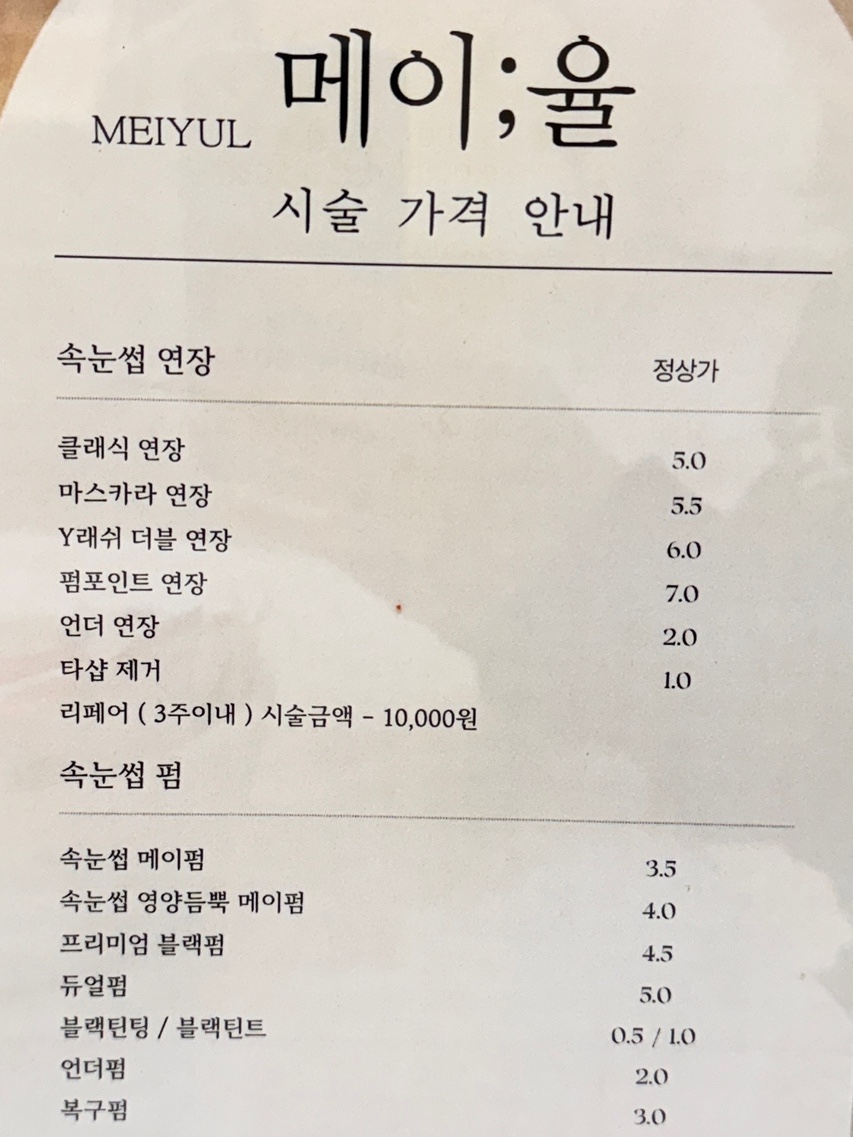 메이;율
MEIYUL
시술 가격 안내
속눈썹 연장 정상가
클래식 연장 5.0
마스카라 연장 5.5
Y래쉬 더블 연장 6.0
펌포인트 연장 7.0
언더 연장 2.0
타샵 제거 1.0
리페어 ( 3주이내 ) 시술금액 - 10,000원
속눈썹 펌
속눈썹 메이펌 3.5
속눈썹 영양듬뿍 메이펌 4.0
프리미엄 블랙펌 4.5
듀얼펌 5.0
블랙틴팅 / 블랙틴트 0.5 / 1.0
언더펌 2.0
복구펌 3.0